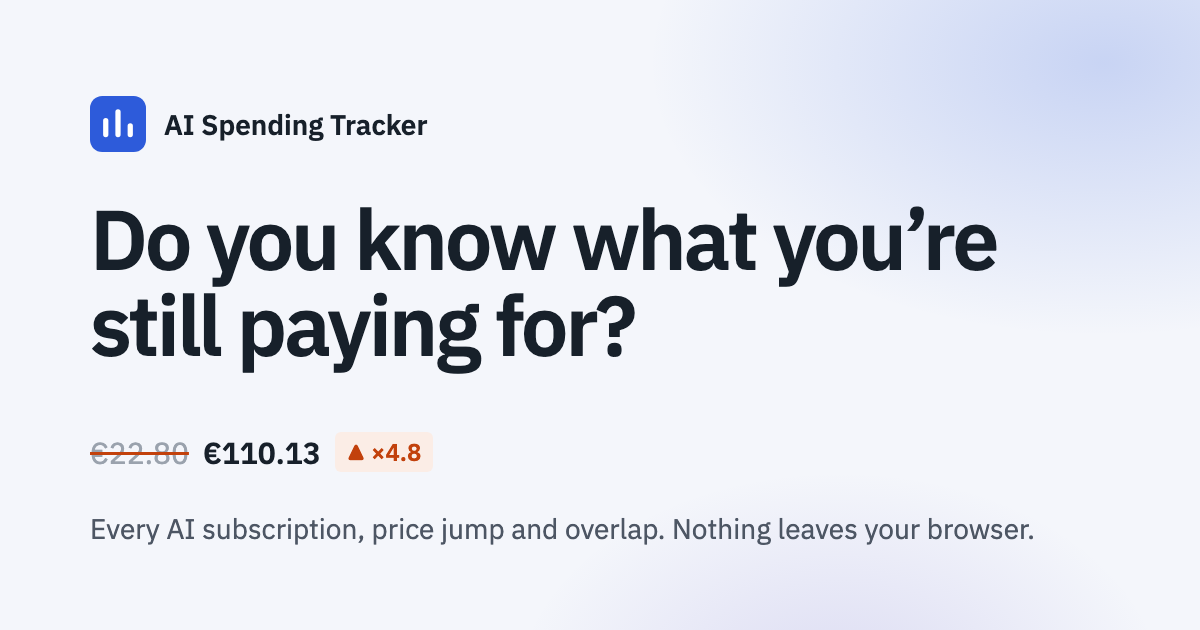 AI Spending Tracker
Do you know what you’re
still paying for?
€22.80 €110.13 ▲ ×4.8
Every AI subscription, price jump and overlap. Nothing leaves your browser.